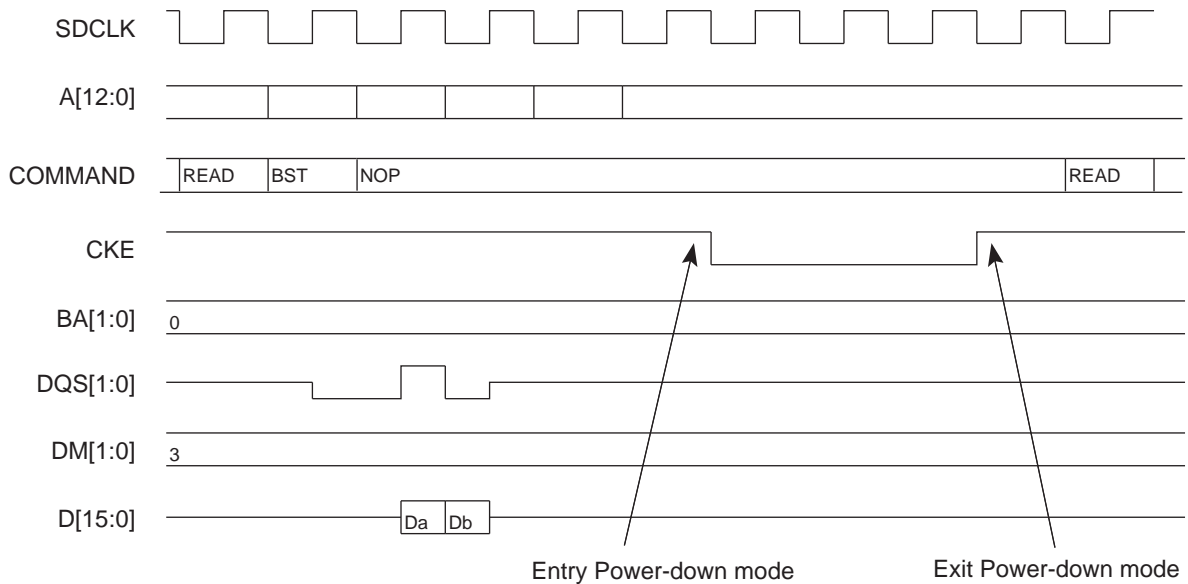 SDCLK
A[12:0]
COMMAND READ BST NOP READ
CKE
BA[1:0] 0
DQS[1:0]
DM[1:0] 3
D[15:0] Da Db
Entry Power-down mode Exit Power-down mode